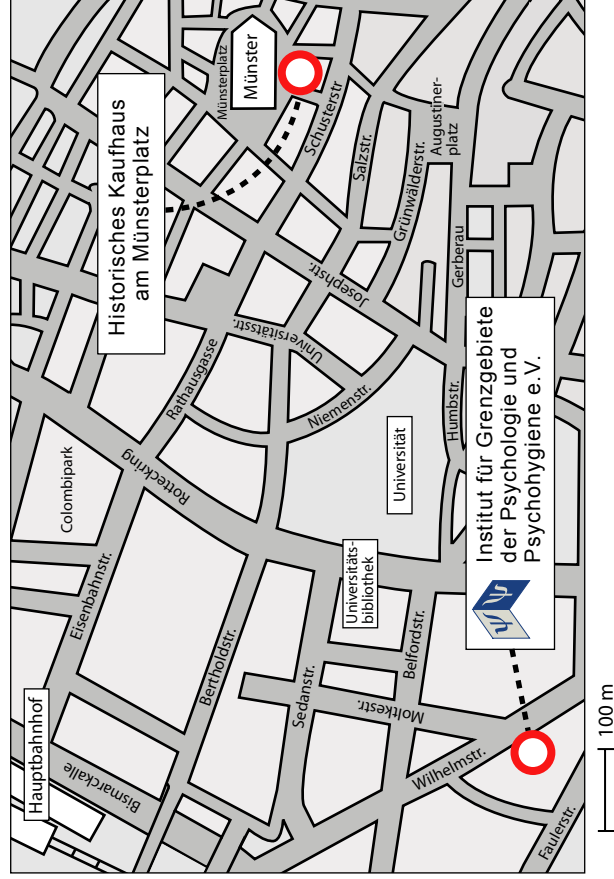 Hauptbahnhof
Bismarckalle
Eisenbahnstr.
Colombipark
Rotteckring
Rathausgasse
Historisches Kaufhaus
am Münsterplatz
Münsterplatz
Münster
Schusterstr
Salzstr.
Grünwälderstr.
Augustiner-
platz
Gerberau
Josephstr.
Universitätsstr.
Niemenstr.
Humbstr.
Universität
Universitäts-
bibliothek
Bertholdstr.
Sedanstr.
Belfordstr.
Moltkestr.
Wilhelmstr.
Faulerstr.
ψ ψ
Institut für Grenzgebiete
der Psychologie und
Psychohygiene e.V.
100 m